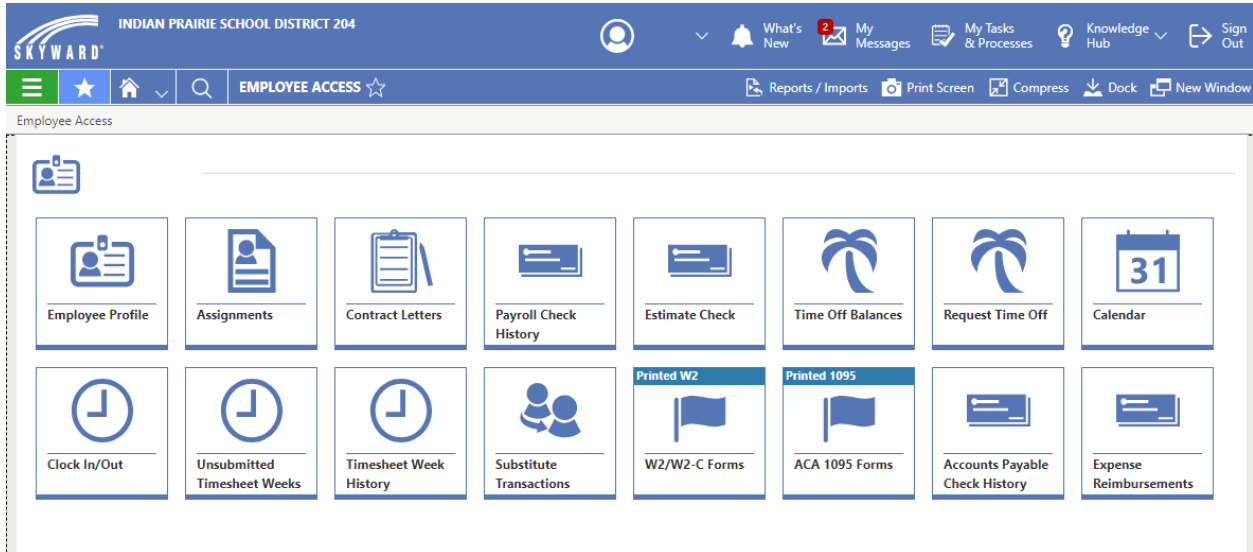 INDIAN PRAIRIE SCHOOL DISTRICT 204
SKYWARD®
What's New
2
My Messages
My Tasks & Processes
Knowledge Hub
Sign Out
EMPLOYEE ACCESS
Reports / Imports
Print Screen
Compress
Dock
New Window
Employee Access
31
Employee Profile
Assignments
Contract Letters
Payroll Check
History
Estimate Check
Time Off Balances
Request Time Off
Calendar
Printed W2
Printed 1095
Clock In/Out
Unsubmitted
Timesheet Weeks
Timesheet Week
History
Substitute
Transactions
W2/W2-C Forms
ACA 1095 Forms
Accounts Payable
Check History
Expense
Reimbursements